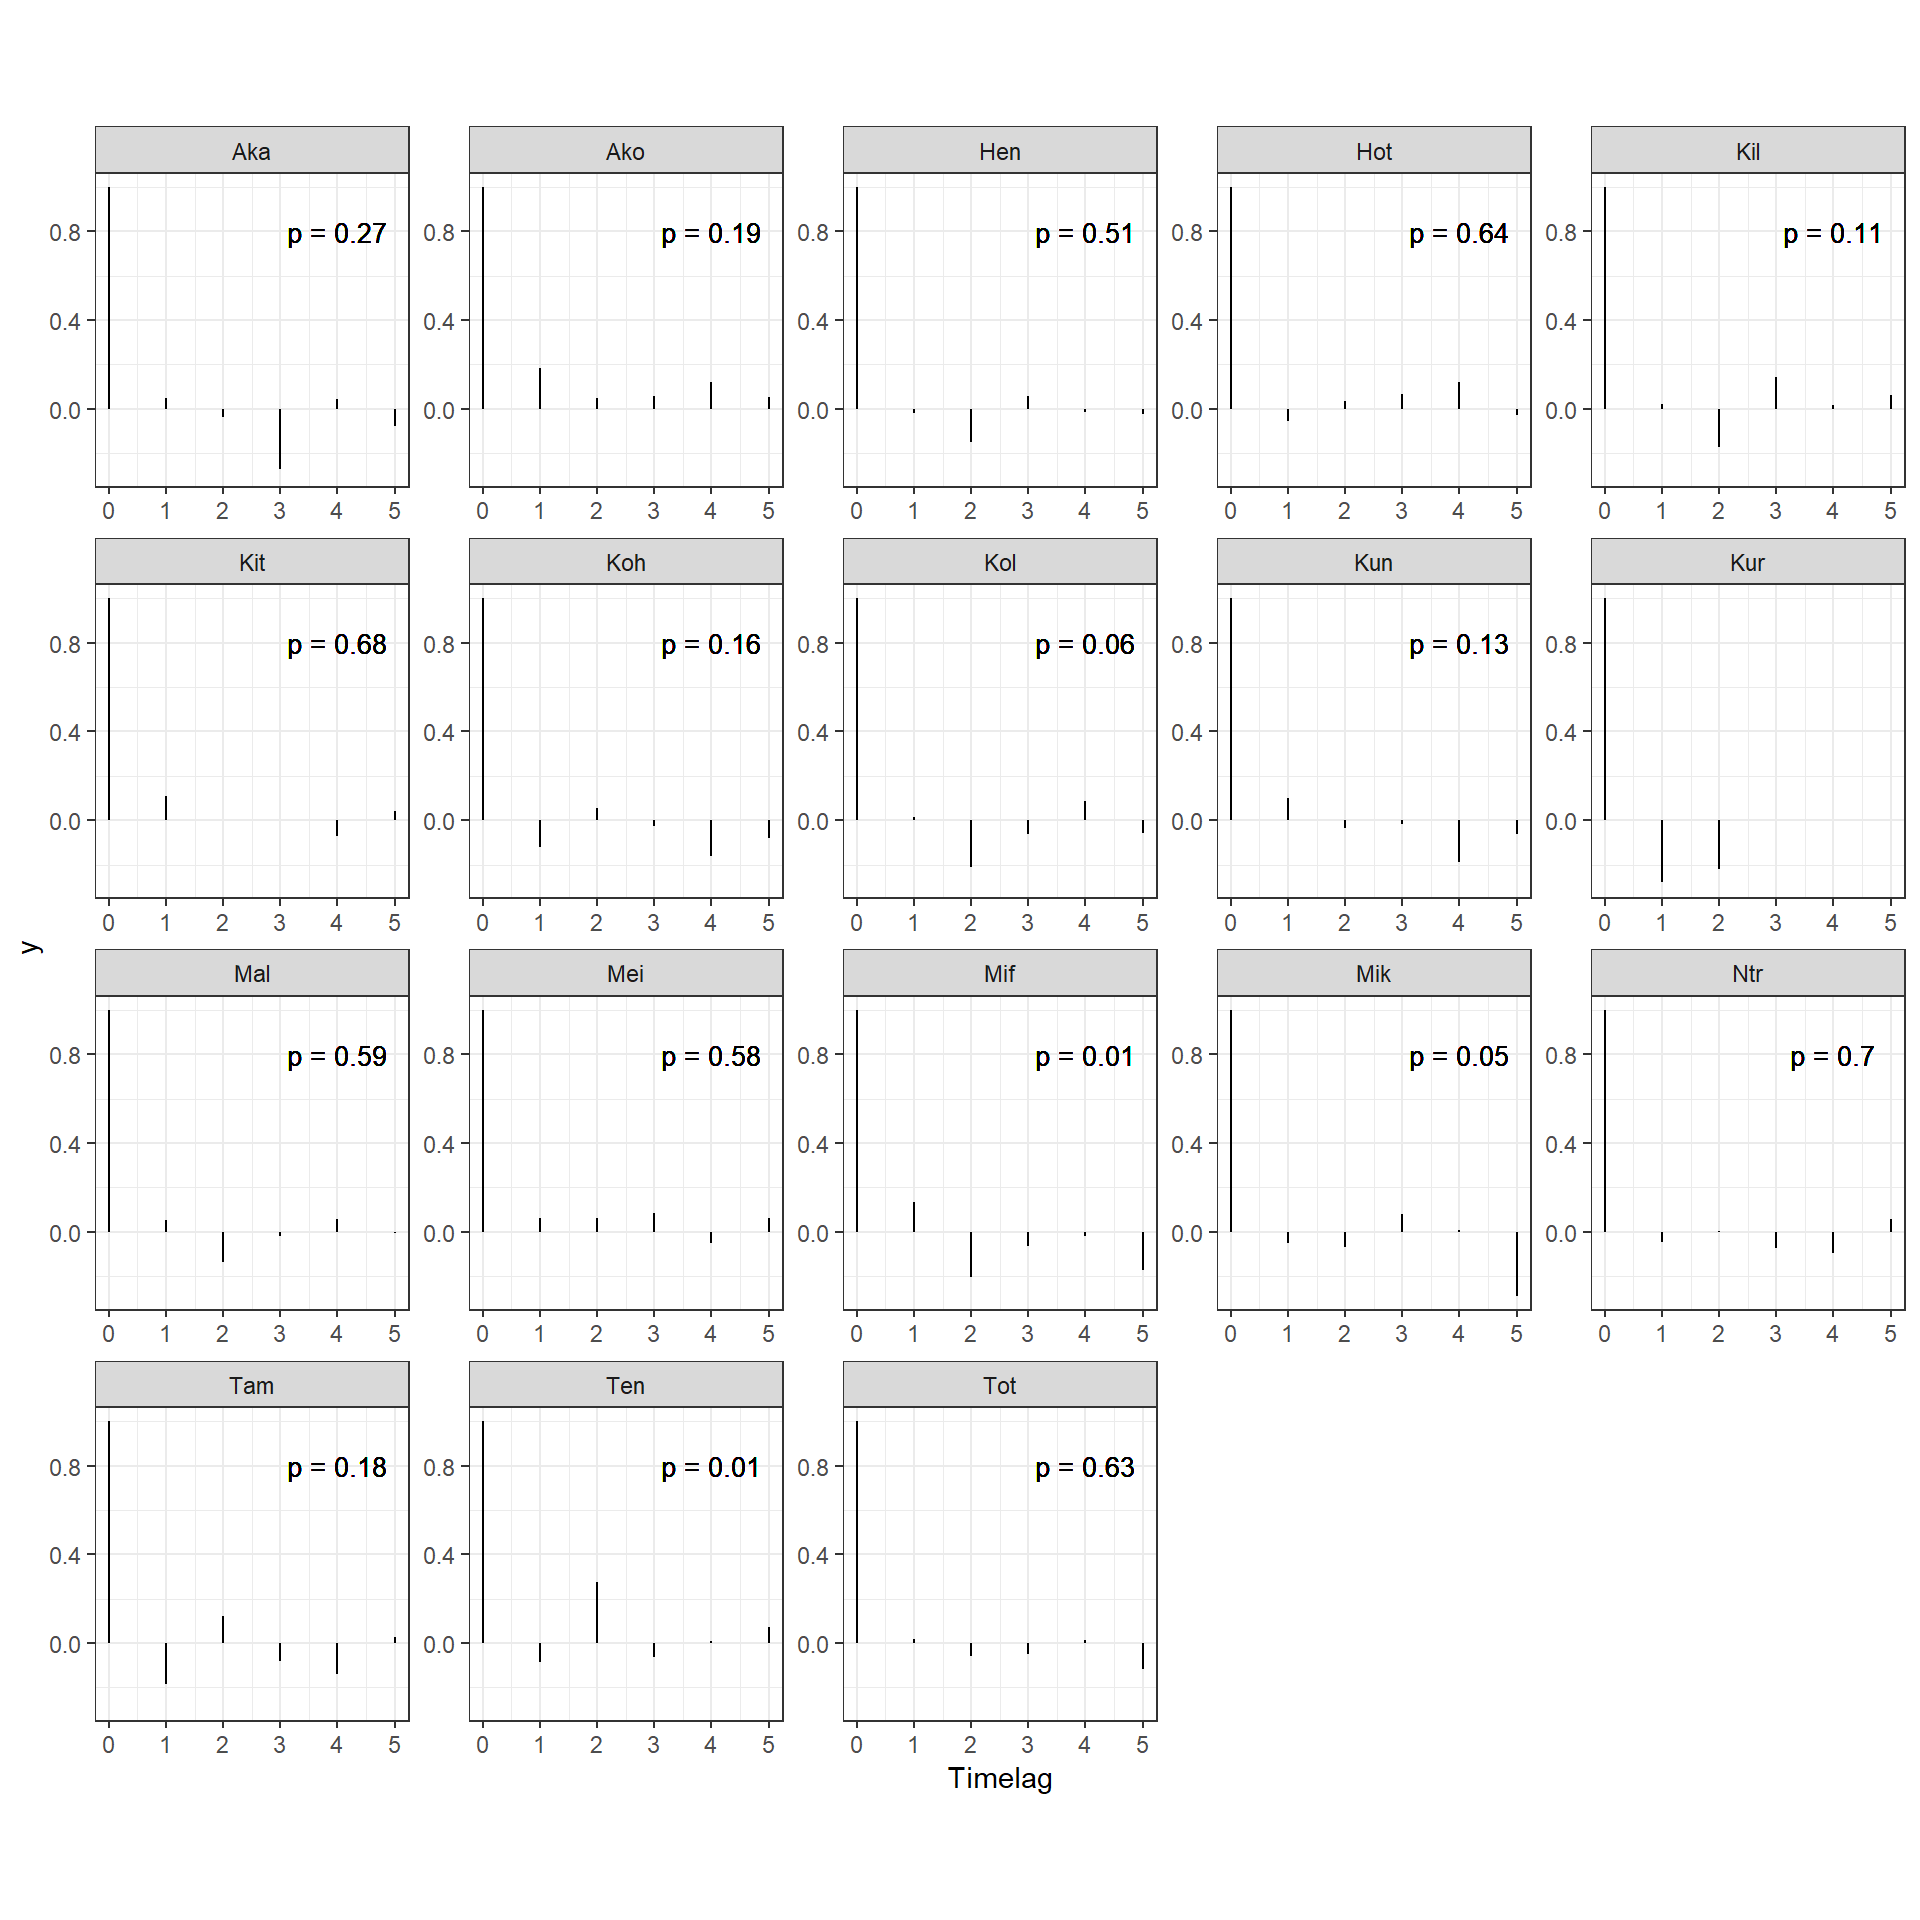 Aka Ako Hen Hot Kil
p = 0.27 p = 0.19 p = 0.51 p = 0.64 p = 0.11
0.8 0.8 0.8 0.8 0.8
0.4 0.4 0.4 0.4 0.4
0.0 0.0 0.0 0.0 0.0
0 1 2 3 4 5 0 1 2 3 4 5 0 1 2 3 4 5 0 1 2 3 4 5 0 1 2 3 4 5
Kit Koh Kol Kun Kur
p = 0.68 p = 0.16 p = 0.06 p = 0.13
0.8 0.8 0.8 0.8 0.8
0.4 0.4 0.4 0.4 0.4
0.0 0.0 0.0 0.0 0.0
0 1 2 3 4 5 0 1 2 3 4 5 0 1 2 3 4 5 0 1 2 3 4 5 0 1 2 3 4 5
y
Mal Mei Mif Mik Ntr
p = 0.59 p = 0.58 p = 0.01 p = 0.05 p = 0.7
0.8 0.8 0.8 0.8 0.8
0.4 0.4 0.4 0.4 0.4
0.0 0.0 0.0 0.0 0.0
0 1 2 3 4 5 0 1 2 3 4 5 0 1 2 3 4 5 0 1 2 3 4 5 0 1 2 3 4 5
Tam Ten Tot
p = 0.18 p = 0.01 p = 0.63
0.8 0.8 0.8
0.4 0.4 0.4
0.0 0.0 0.0
0 1 2 3 4 5 0 1 2 3 4 5 0 1 2 3 4 5
Timelag